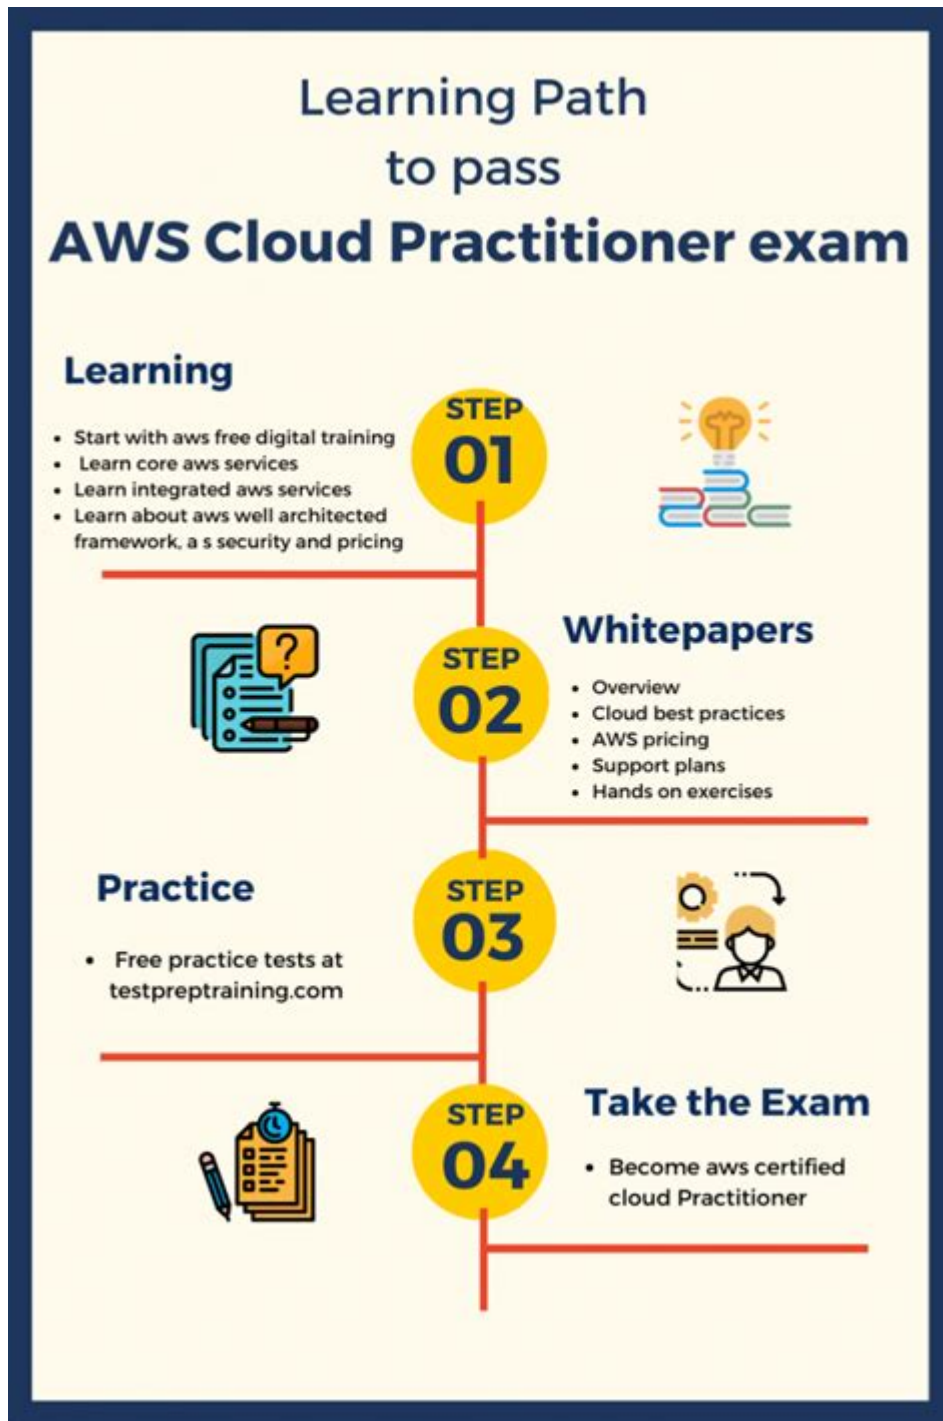 Learning Path
to pass
AWS Cloud Practitioner exam
Learning
• Start with aws free digital training
• Learn core aws services
• Learn integrated aws services
• Learn about aws well architected
framework, a s security and pricing
STEP
01
STEP
02
Whitepapers
• Overview
• Cloud best practices
• AWS pricing
• Support plans
• Hands on exercises
?
Practice
• Free practice tests at
testpreptraining.com
STEP
03
STEP
04
Take the Exam
• Become aws certified
cloud Practitioner